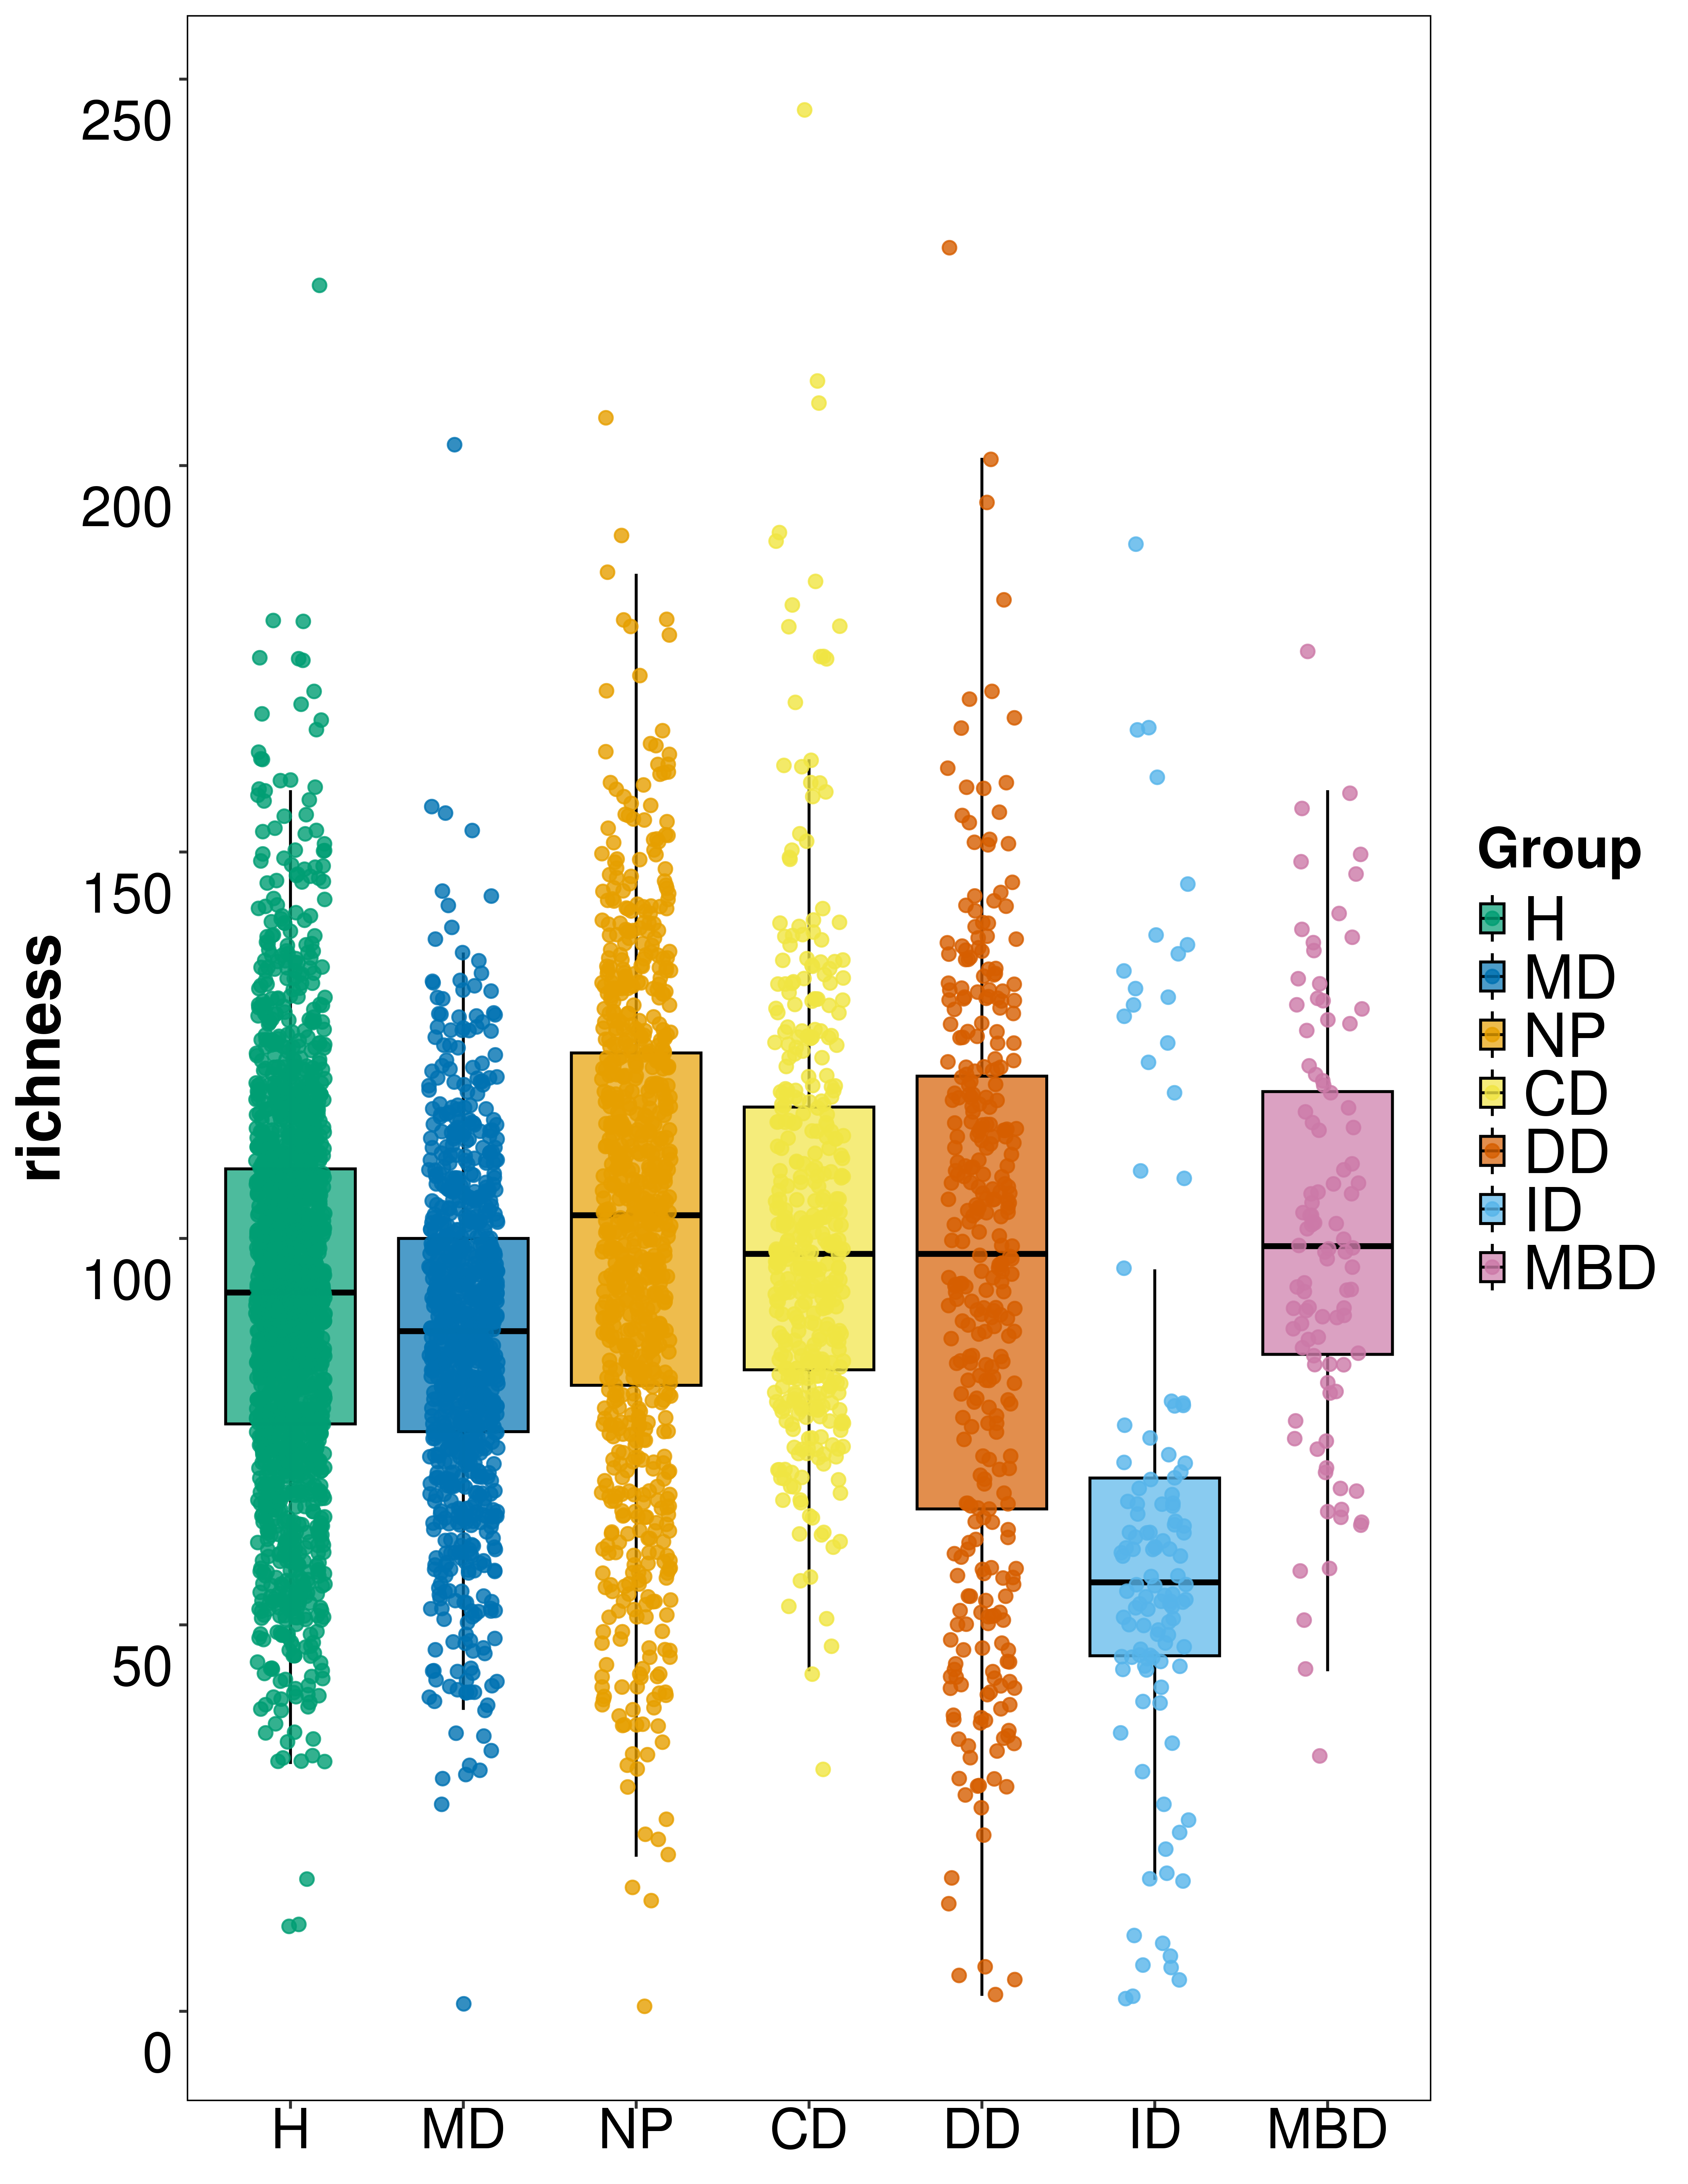 richness
250
200
150
100
50
0
H MD NP CD DD ID MBD
Group
H
MD
NP
CD
DD
ID
MBD